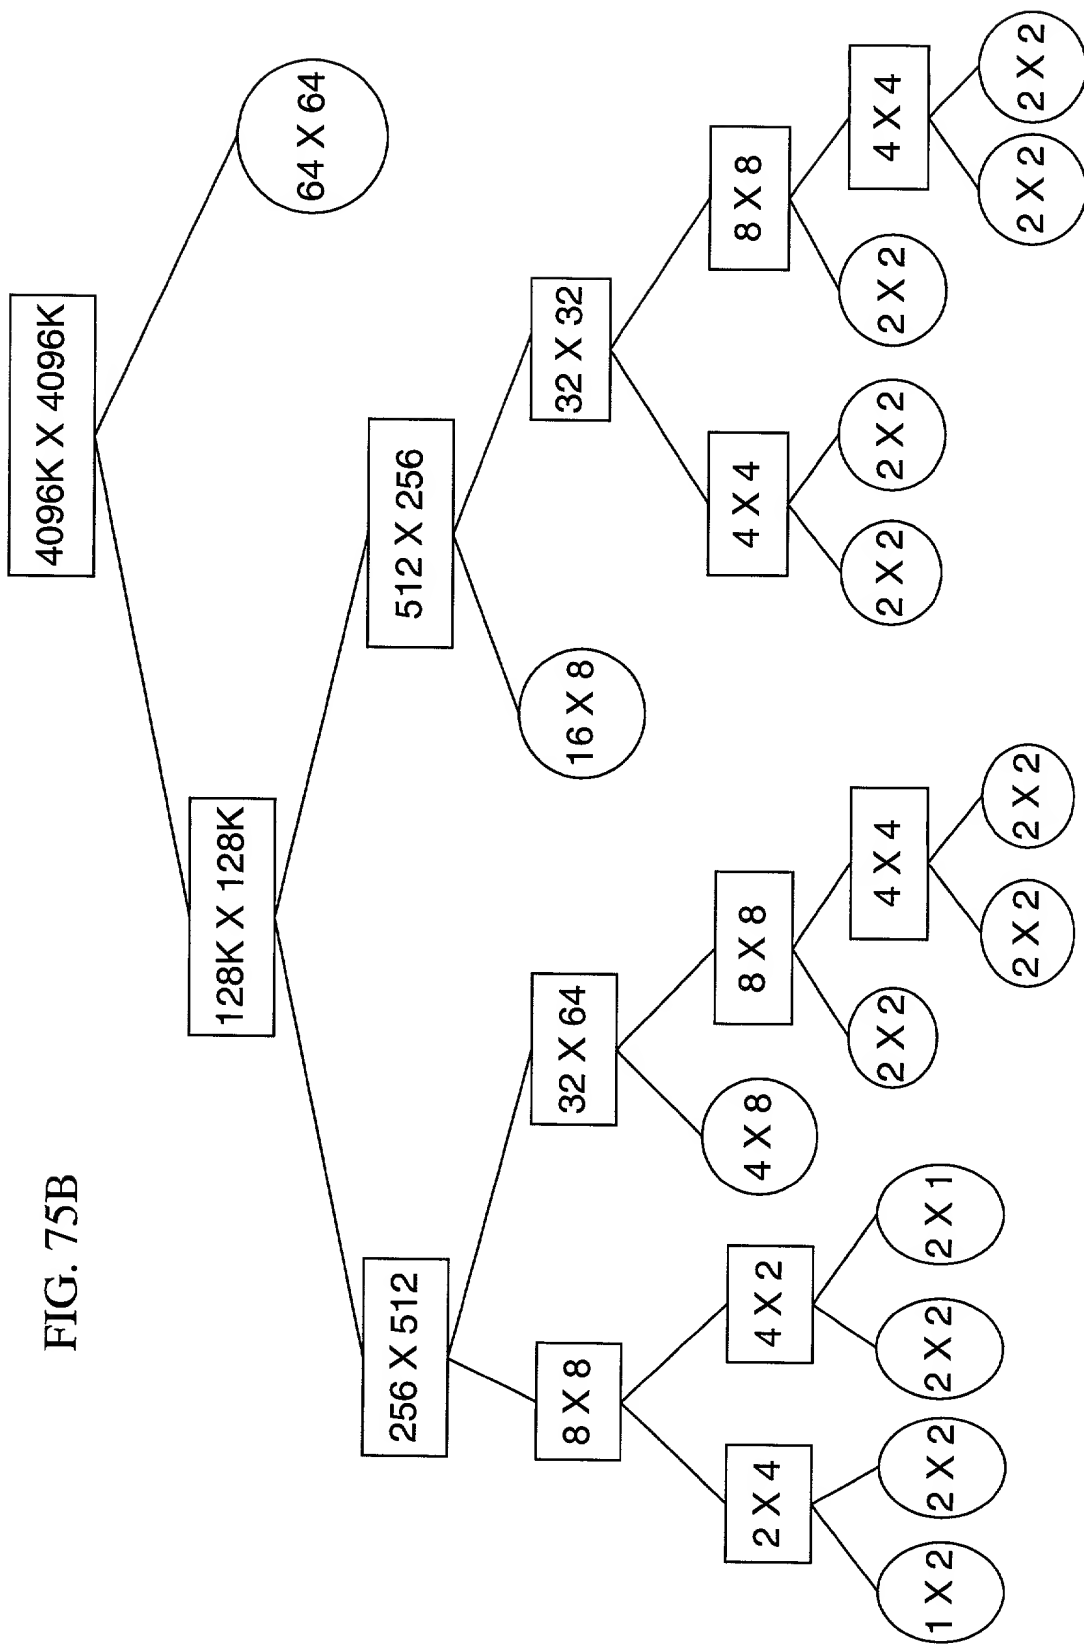 FIG. 75B
4096K X 4096K
128K X 128K
64 X 64
256 X 512
512 X 256
8 X 8
32 X 64
16 X 8
32 X 32
2 X 4
4 X 2
4 X 8
8 X 8
4 X 4
8 X 8
1 X 2
2 X 2
2 X 2
2 X 1
2 X 2
4 X 4
2 X 2
2 X 2
2 X 2
4 X 4
2 X 2
2 X 2
2 X 2
2 X 2